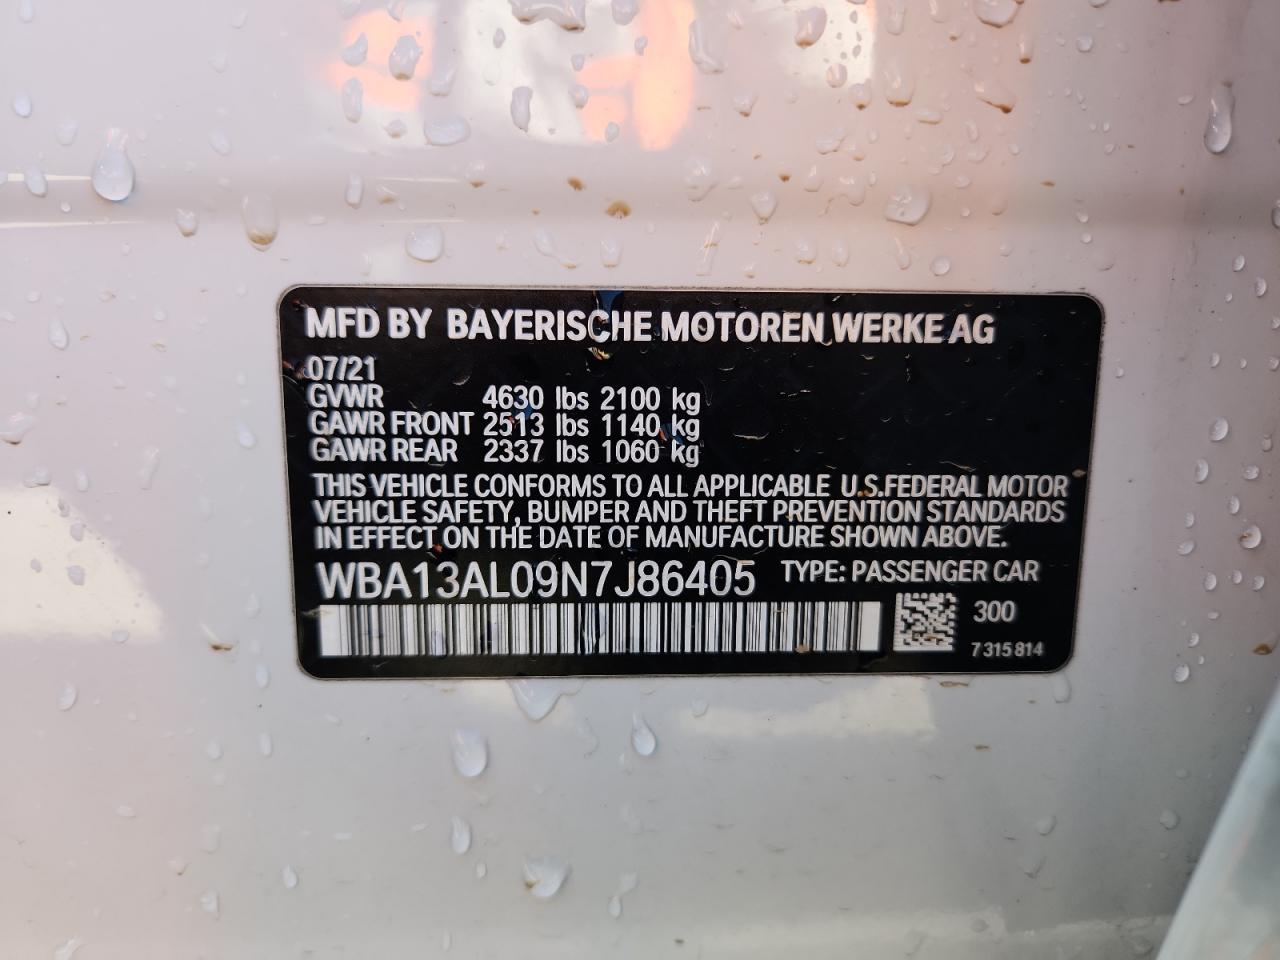 MFD BY BAYERISCHE MOTOREN WERKE AG
07/21
GVWR 4630 lbs 2100 kg
GAWR FRONT 2513 lbs 1140 kg
GAWR REAR 2337 lbs 1060 kg
THIS VEHICLE CONFORMS TO ALL APPLICABLE U.S.FEDERAL MOTOR
VEHICLE SAFETY, BUMPER AND THEFT PREVENTION STANDARDS
IN EFFECT ON THE DATE OF MANUFACTURE SHOWN ABOVE.
WBA13AL09N7J86405 TYPE: PASSENGER CAR
300
7 315 814